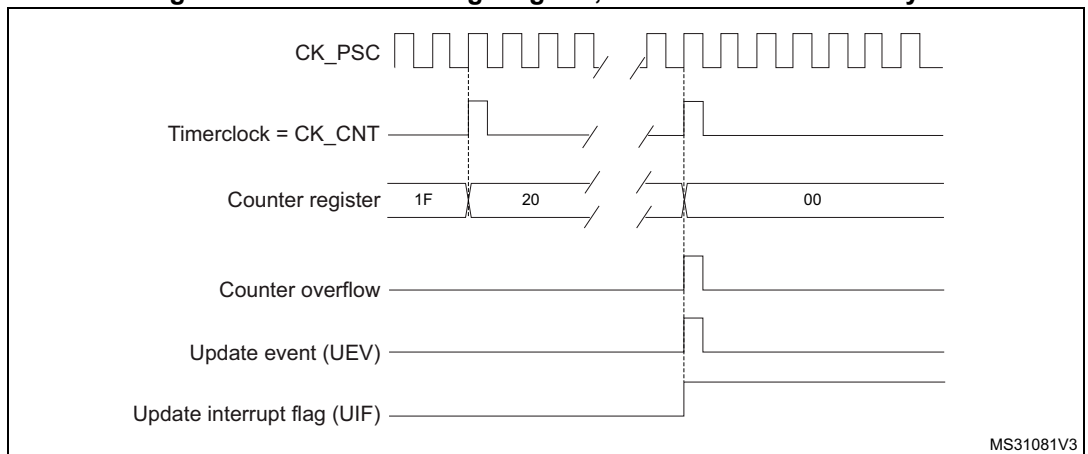 CK_PSC
Timerclock = CK_CNT
Counter register 1F 20 00
Counter overflow
Update event (UEV)
Update interrupt flag (UIF)
MS31081V3